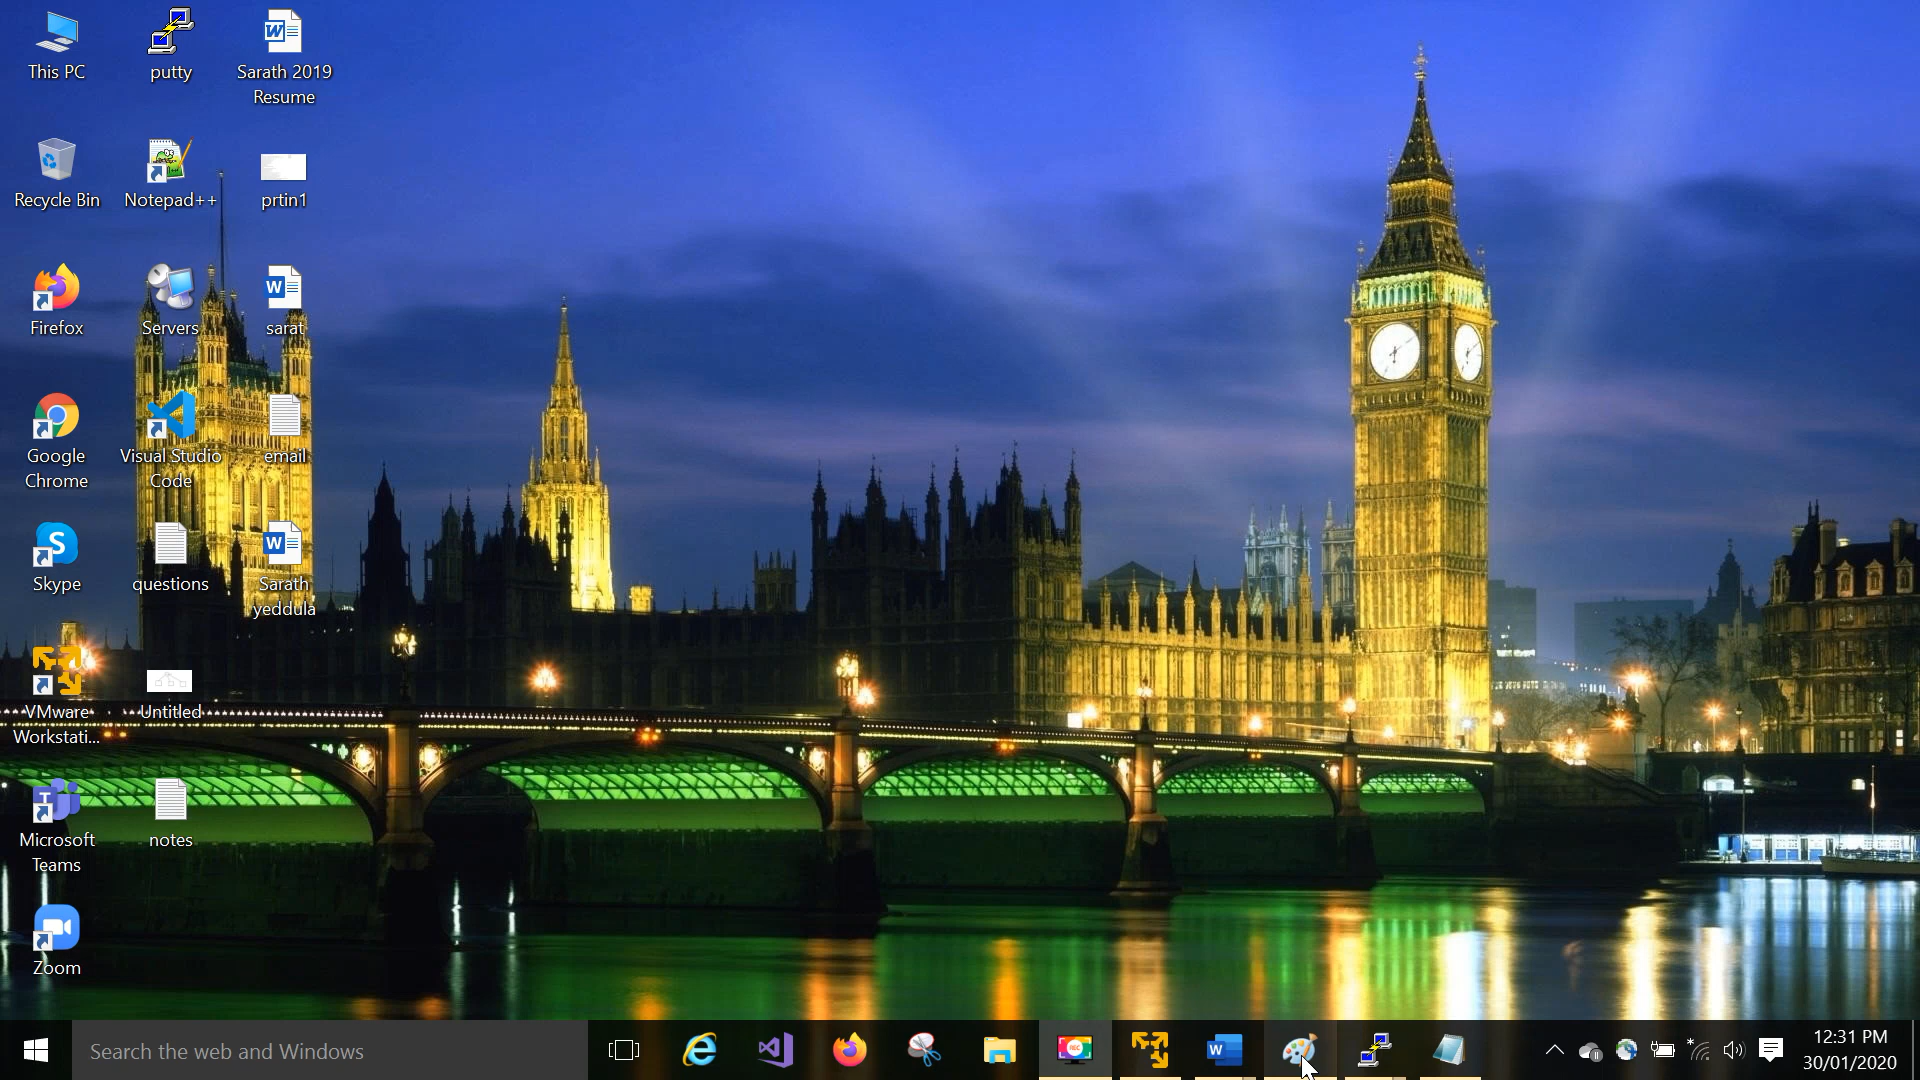 This PC
putty
Sarath 2019
Resume
Recycle Bin
Notepad++
prtin1
Firefox
Servers
sarat
Google
Chrome
Visual Studio
Code
email
Skype
questions
Sarath
yeddula
VMware
Workstati...
Untitled
Microsoft
Teams
notes
Zoom
Search the web and Windows
12:31 PM
30/01/2020